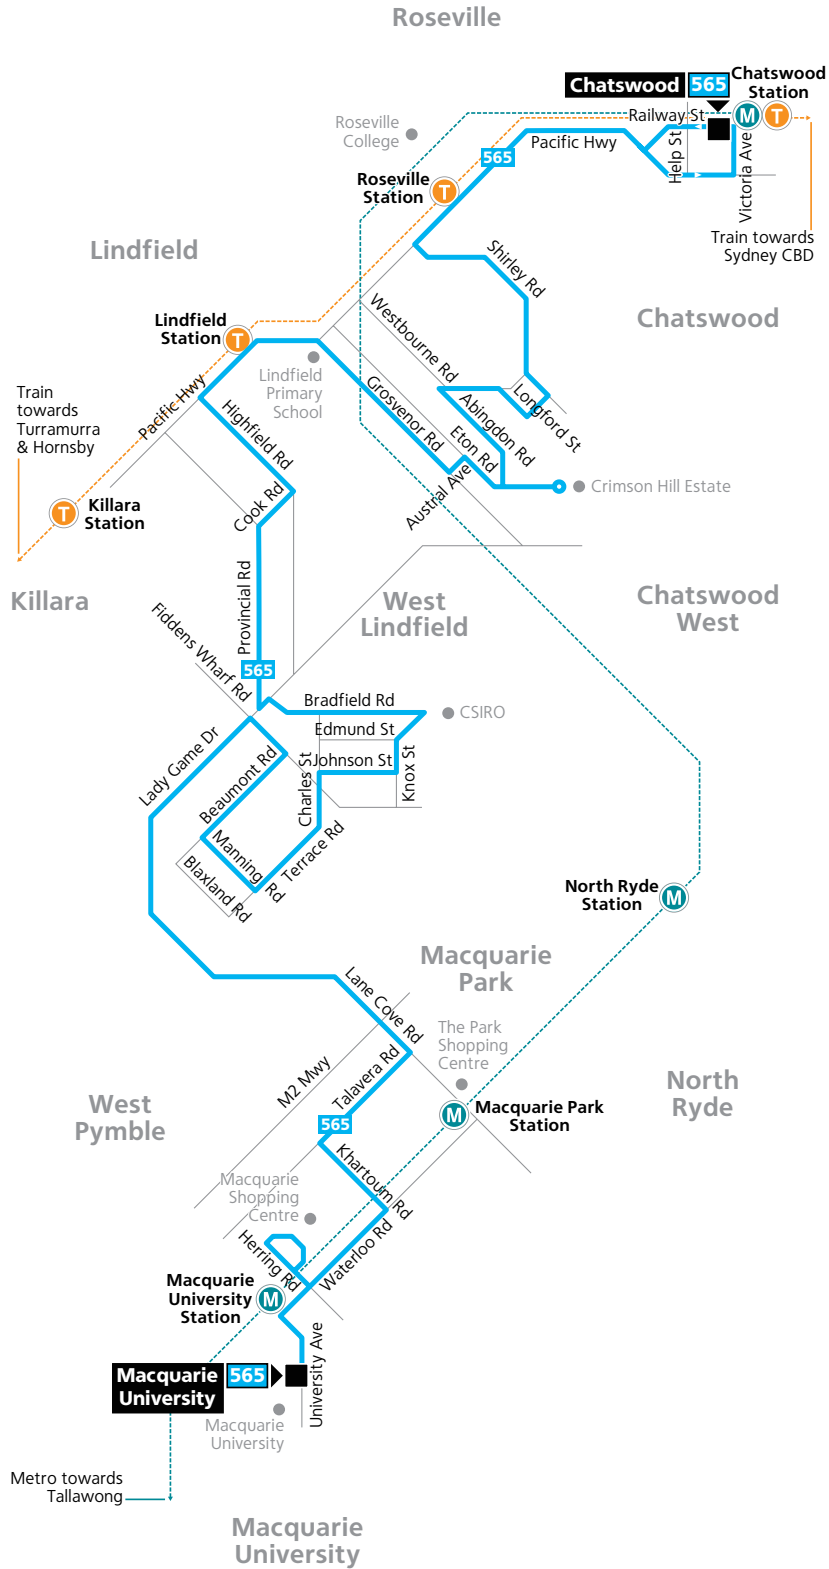 Roseville
Chatswood
565
Chatswood
Station
Railway St
M
T
Roseville
College
Pacific Hwy
565
Help St
Victoria Ave
Roseville
Station
T
Train towards
Sydney CBD
Lindfield
Shirley Rd
Chatswood
Westbourne Rd
Lindfield
Station
T
Lindfield
Primary
School
Train
towards
Turramurra
& Hornsby
Pacific Hwy
Highfield Rd
Grosvenor Rd
Abingdon Rd
Longford St
Eton Rd
Austral Ave
Crimson Hill Estate
Cook Rd
T
Killara
Station
Killara
Provincial Rd
West
Lindfield
Chatswood
West
Fiddens Wharf Rd
565
Bradfield Rd
CSIRO
Edmund St
Johnson St
Knox St
Charles St
Lady Game Dr
Beaumont Rd
Manning Rd
Terrace Rd
Blaxland Rd
North Ryde
Station
M
Macquarie
Park
Lane Cove Rd
The Park
Shopping
Centre
M2 Mwy
Talavera Rd
North
Ryde
West
Pymble
565
M
Macquarie Park
Station
Khartoum Rd
Macquarie
Shopping
Centre
Herring Rd
Waterloo Rd
Macquarie
University
Station
M
University Ave
Macquarie
University
565
Macquarie
University
Metro towards
Tallawong
Macquarie
University